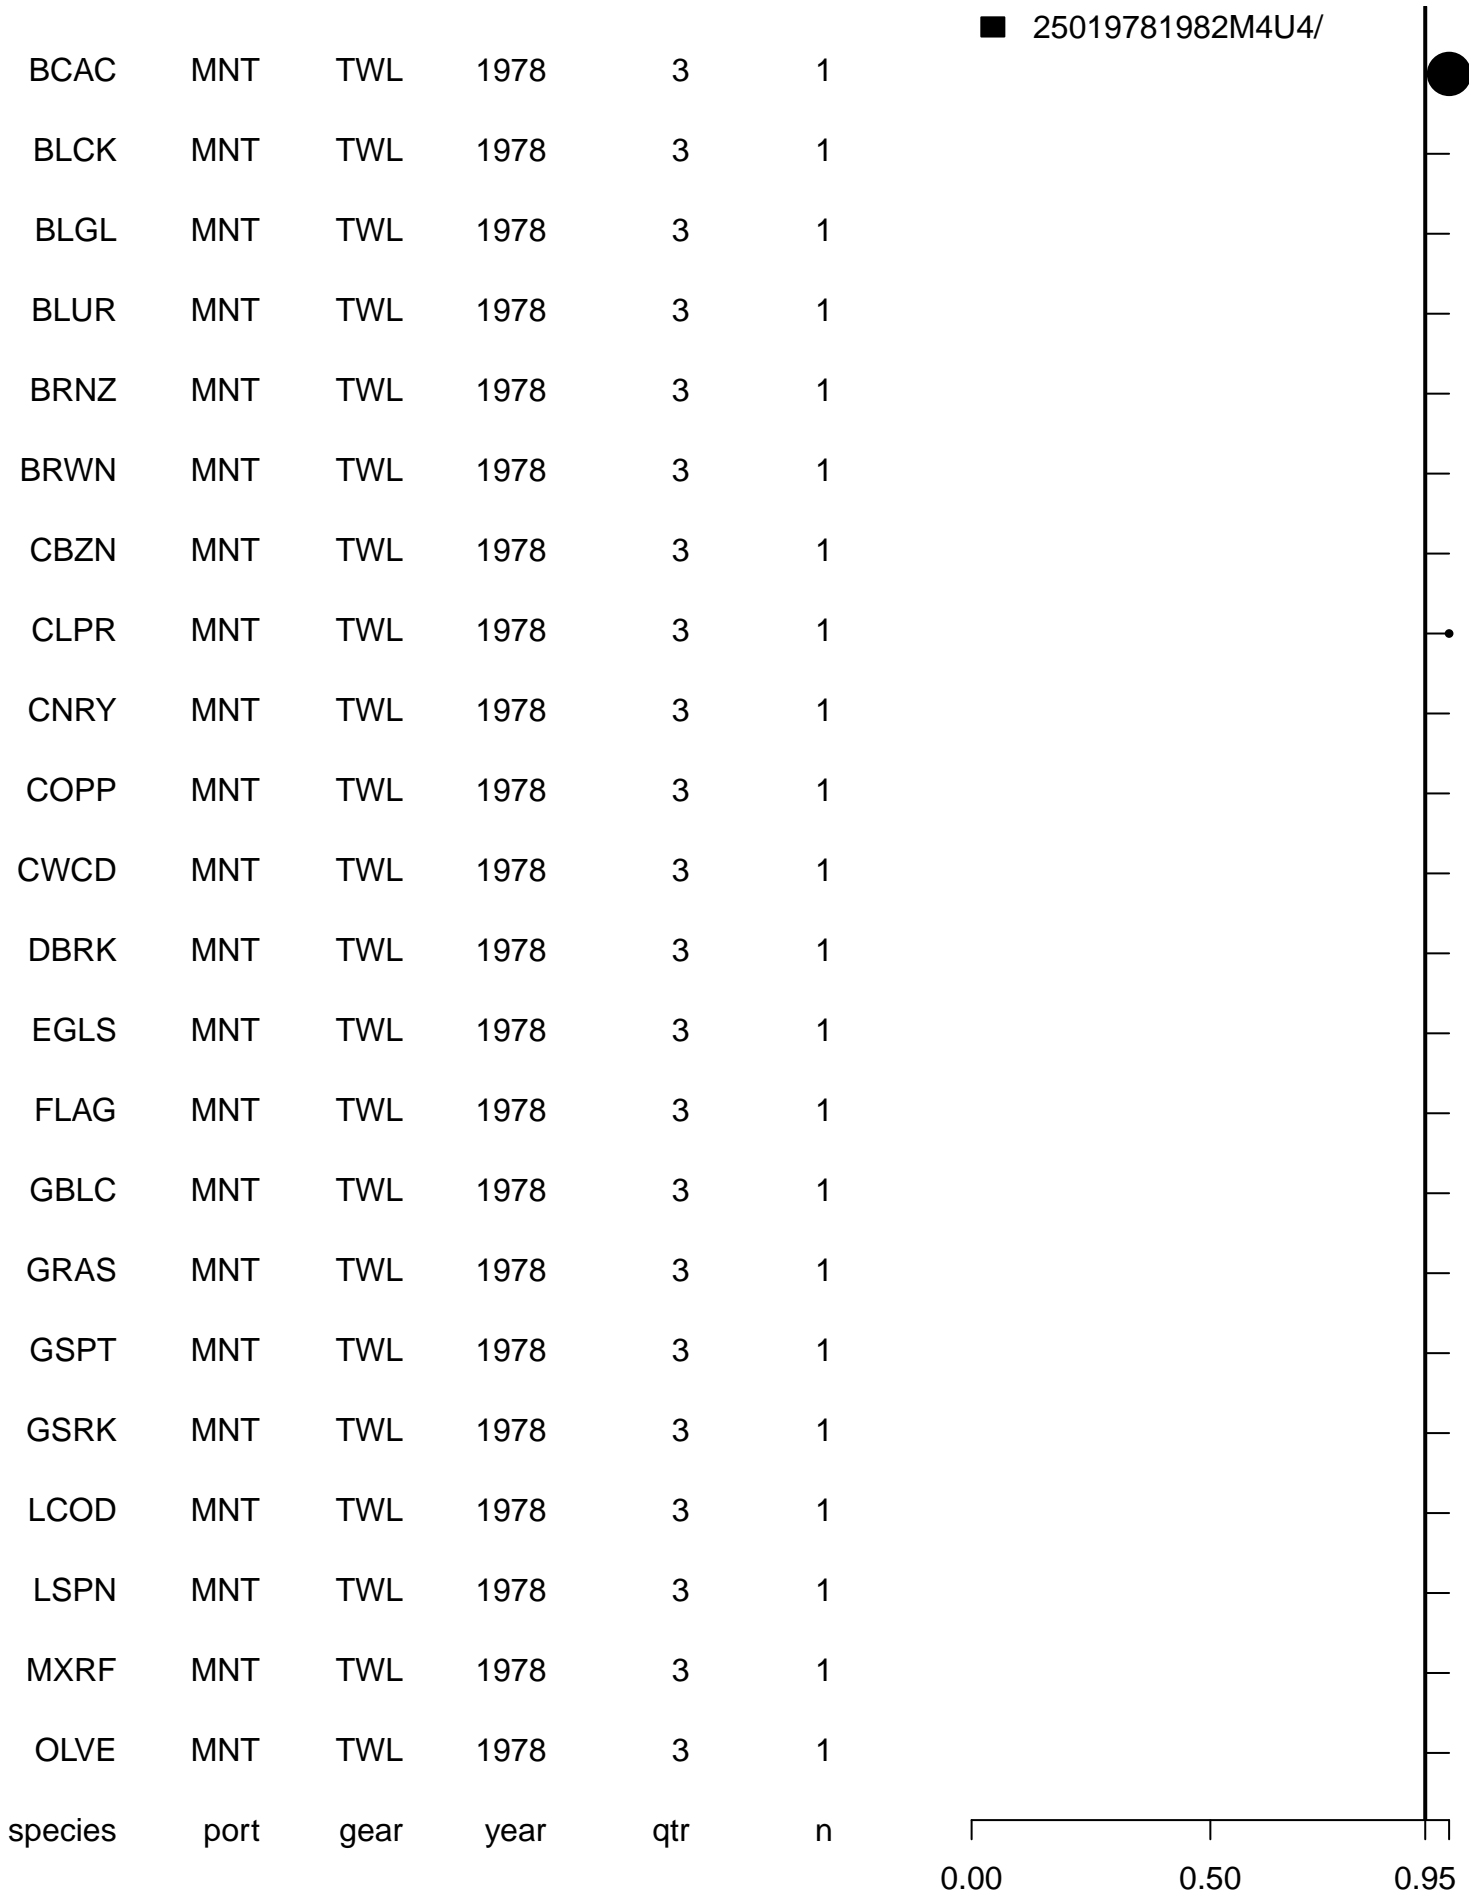 25019781982M4U4/
BCAC MNT TWL 1978 3 1
BLCK MNT TWL 1978 3 1
BLGL MNT TWL 1978 3 1
BLUR MNT TWL 1978 3 1
BRNZ MNT TWL 1978 3 1
BRWN MNT TWL 1978 3 1
CBZN MNT TWL 1978 3 1
CLPR MNT TWL 1978 3 1
CNRY MNT TWL 1978 3 1
COPP MNT TWL 1978 3 1
CWCD MNT TWL 1978 3 1
DBRK MNT TWL 1978 3 1
EGLS MNT TWL 1978 3 1
FLAG MNT TWL 1978 3 1
GBLC MNT TWL 1978 3 1
GRAS MNT TWL 1978 3 1
GSPT MNT TWL 1978 3 1
GSRK MNT TWL 1978 3 1
LCOD MNT TWL 1978 3 1
LSPN MNT TWL 1978 3 1
MXRF MNT TWL 1978 3 1
OLVE MNT TWL 1978 3 1
species port gear year qtr n
0.00 0.50 0.95